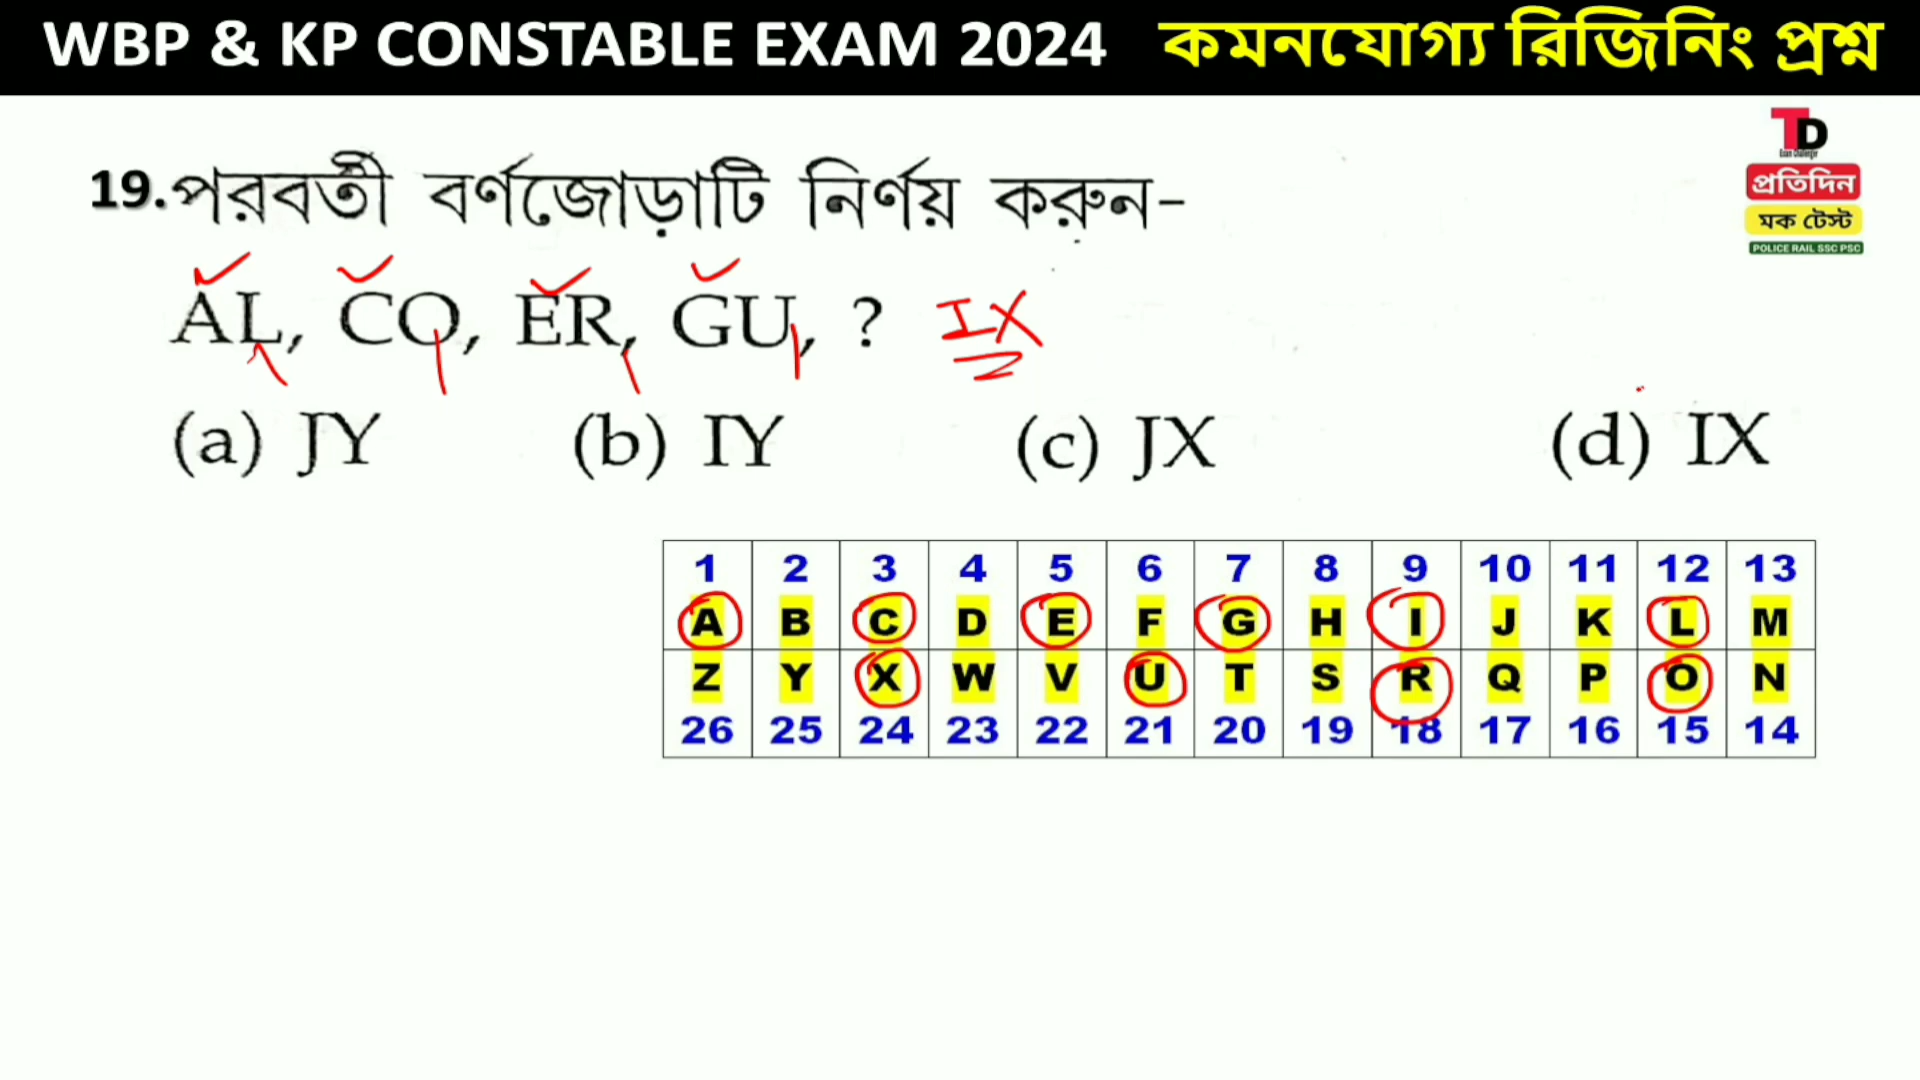 WBP & KP CONSTABLE EXAM 2024 কমনযোগ্য রিজিনিং প্রশ্ন
TD
Exam Challenger
প্রতিদিন
মক টেস্ট
POLICE RAIL SSC PSC
19.পরবর্তী বর্ণজোড়াটি নির্ণয় করুন-
AL, CO, ER, GU, ? IX
(a) JY (b) IY (c) JX (d) IX
1 2 3 4 5 6 7 8 9 10 11 12 13
A B C D E F G H I J K L M
Z Y X W V U T S R Q P O N
26 25 24 23 22 21 20 19 18 17 16 15 14